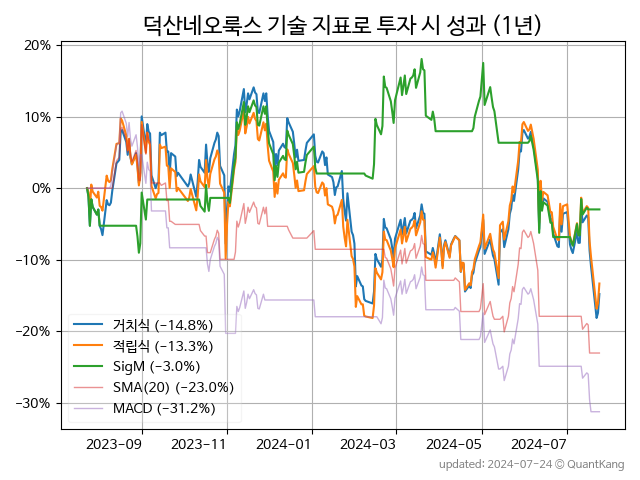 덕산네오룩스 기술 지표로 투자 시 성과 (1년)
20%
10%
0%
−10%
−20%
−30%
거치식 (−14.8%)
적립식 (−13.3%)
SigM (−3.0%)
SMA(20) (−23.0%)
MACD (−31.2%)
2023-09 2023-11 2024-01 2024-03 2024-05 2024-07
updated: 2024-07-24 © QuantKang